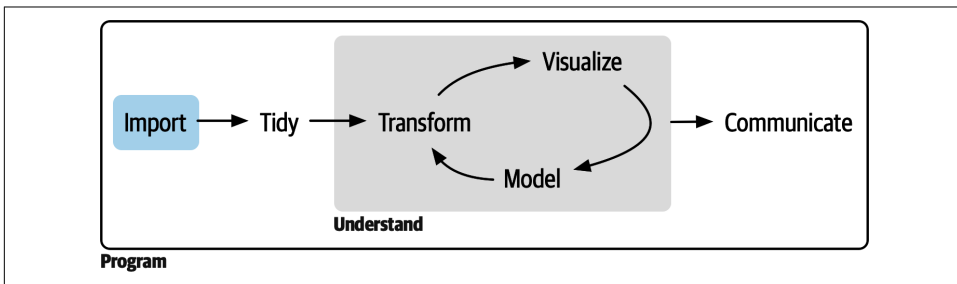 Import
Tidy
Transform
Visualize
Model
Communicate
Understand
Program